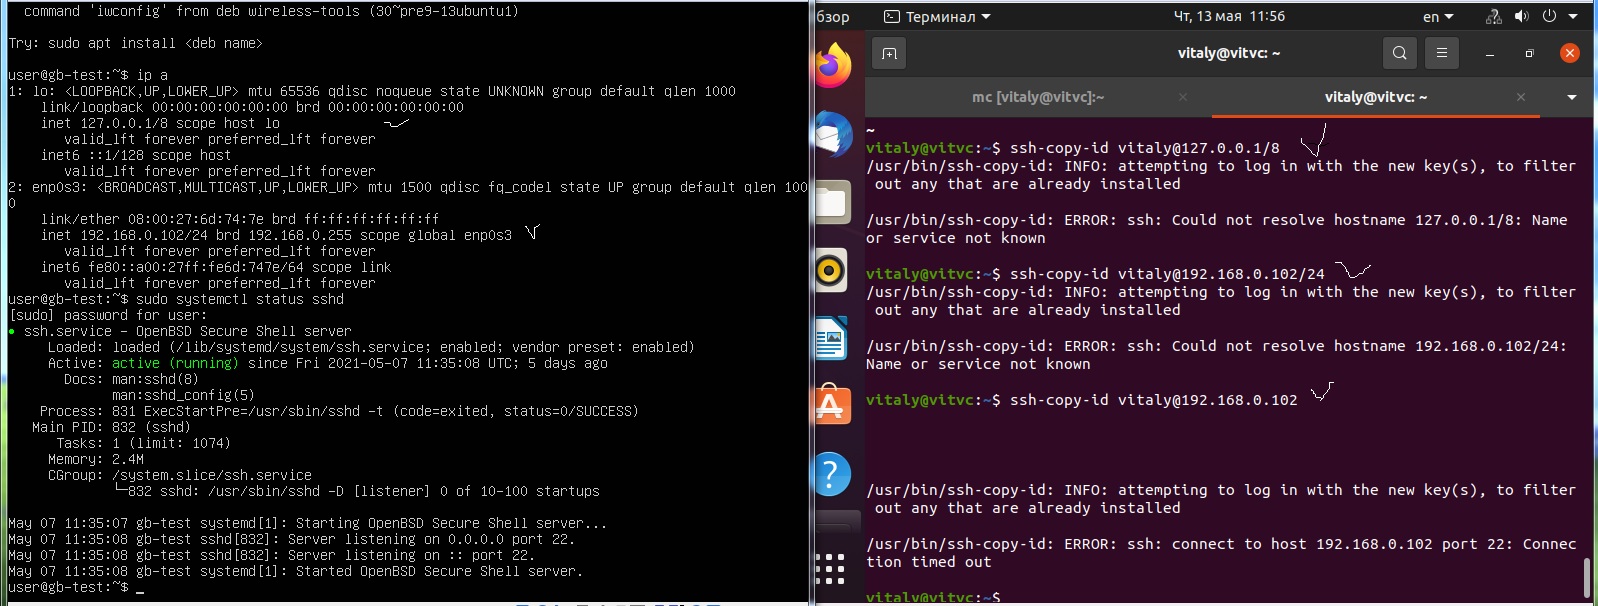 command 'iwconfig' from deb wireless-tools (30~pre9-13ubuntu1)
Try: sudo apt install <deb name>
user@gb-test:~$ ip a
1: lo: <LOOPBACK,UP,LOWER_UP> mtu 65536 qdisc noqueue state UNKNOWN group default qlen 1000
link/loopback 00:00:00:00:00:00 brd 00:00:00:00:00:00
inet 127.0.0.1/8 scope host lo
valid_lft forever preferred_lft forever
inet6 ::1/128 scope host
valid_lft forever preferred_lft forever
2: enp0s3: <BROADCAST,MULTICAST,UP,LOWER_UP> mtu 1500 qdisc fq_codel state UP group default qlen 100
0
link/ether 08:00:27:6d:74:7e brd ff:ff:ff:ff:ff:ff
inet 192.168.0.102/24 brd 192.168.0.255 scope global enp0s3
valid_lft forever preferred_lft forever
inet6 fe80::a00:27ff:fe6d:747e/64 scope link
valid_lft forever preferred_lft forever
user@gb-test:~$ sudo systemctl status sshd
[sudo] password for user:
● ssh.service - OpenBSD Secure Shell server
Loaded: loaded (/lib/systemd/system/ssh.service; enabled; vendor preset: enabled)
Active: active (running) since Fri 2021-05-07 11:35:08 UTC; 5 days ago
Docs: man:sshd(8)
man:sshd_config(5)
Process: 831 ExecStartPre=/usr/sbin/sshd -t (code=exited, status=0/SUCCESS)
Main PID: 832 (sshd)
Tasks: 1 (limit: 1074)
Memory: 2.4M
CGroup: /system.slice/ssh.service
└─832 sshd: /usr/sbin/sshd -D [listener] 0 of 10-100 startups
May 07 11:35:07 gb-test systemd[1]: Starting OpenBSD Secure Shell server...
May 07 11:35:08 gb-test sshd[832]: Server listening on 0.0.0.0 port 22.
May 07 11:35:08 gb-test sshd[832]: Server listening on :: port 22.
May 07 11:35:08 gb-test systemd[1]: Started OpenBSD Secure Shell server.
user@gb-test:~$ _
бзор Терминал Чт, 13 мая 11:56 en
vitaly@vitvc: ~
mc [vitaly@vitvc]:~ vitaly@vitvc: ~
~
vitaly@vitvc:~$ ssh-copy-id vitaly@127.0.0.1/8
/usr/bin/ssh-copy-id: INFO: attempting to log in with the new key(s), to filter
out any that are already installed
/usr/bin/ssh-copy-id: ERROR: ssh: Could not resolve hostname 127.0.0.1/8: Name
or service not known
vitaly@vitvc:~$ ssh-copy-id vitaly@192.168.0.102/24
/usr/bin/ssh-copy-id: INFO: attempting to log in with the new key(s), to filter
out any that are already installed
/usr/bin/ssh-copy-id: ERROR: ssh: Could not resolve hostname 192.168.0.102/24:
Name or service not known
vitaly@vitvc:~$ ssh-copy-id vitaly@192.168.0.102
/usr/bin/ssh-copy-id: INFO: attempting to log in with the new key(s), to filter
out any that are already installed
/usr/bin/ssh-copy-id: ERROR: ssh: connect to host 192.168.0.102 port 22: Connec
tion timed out
vitaly@vitvc:~$